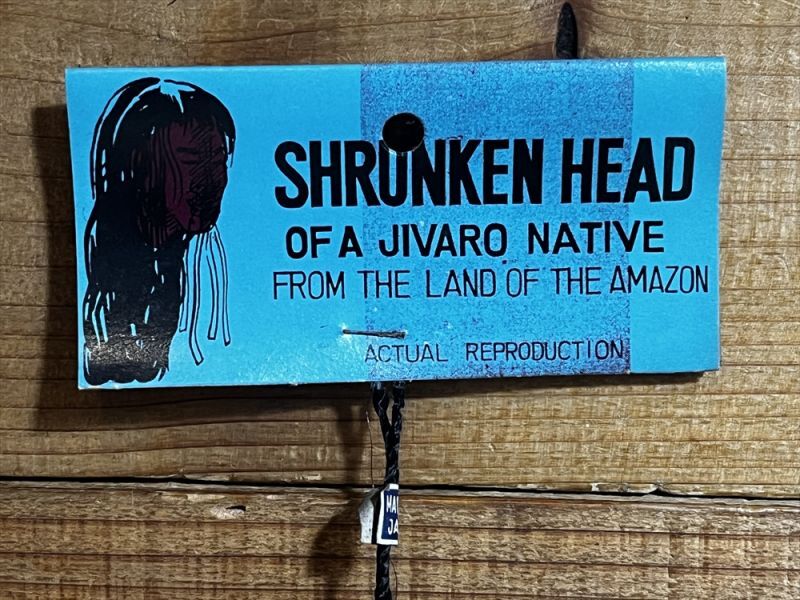 SHRUNKEN HEAD
OF A JIVARO NATIVE
FROM THE LAND OF THE AMAZON
ACTUAL REPRODUCTION